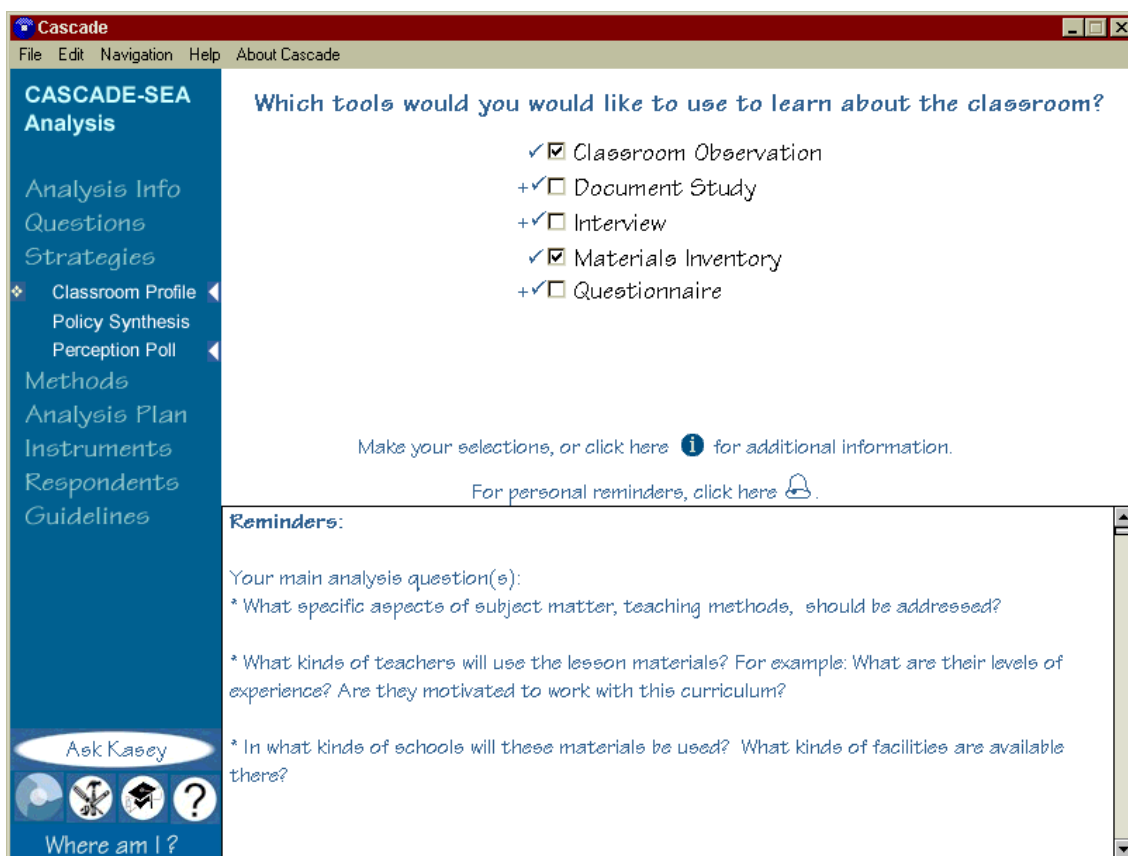 Cascade
File Edit Navigation Help About Cascade
CASCADE-SEA
Analysis
Analysis Info
Questions
Strategies
Classroom Profile
Policy Synthesis
Perception Poll
Methods
Analysis Plan
Instruments
Respondents
Guidelines
Ask Kasey
?
Where am I ?
Which tools would you would like to use to learn about the classroom?
✓ Classroom Observation
+✓ Document Study
+✓ Interview
✓ Materials Inventory
+✓ Questionnaire
Make your selections, or click here i for additional information.
For personal reminders, click here .
Reminders:
Your main analysis question(s):
* What specific aspects of subject matter, teaching methods, should be addressed?
* What kinds of teachers will use the lesson materials? For example: What are their levels of
experience? Are they motivated to work with this curriculum?
* In what kinds of schools will these materials be used? What kinds of facilities are available
there?